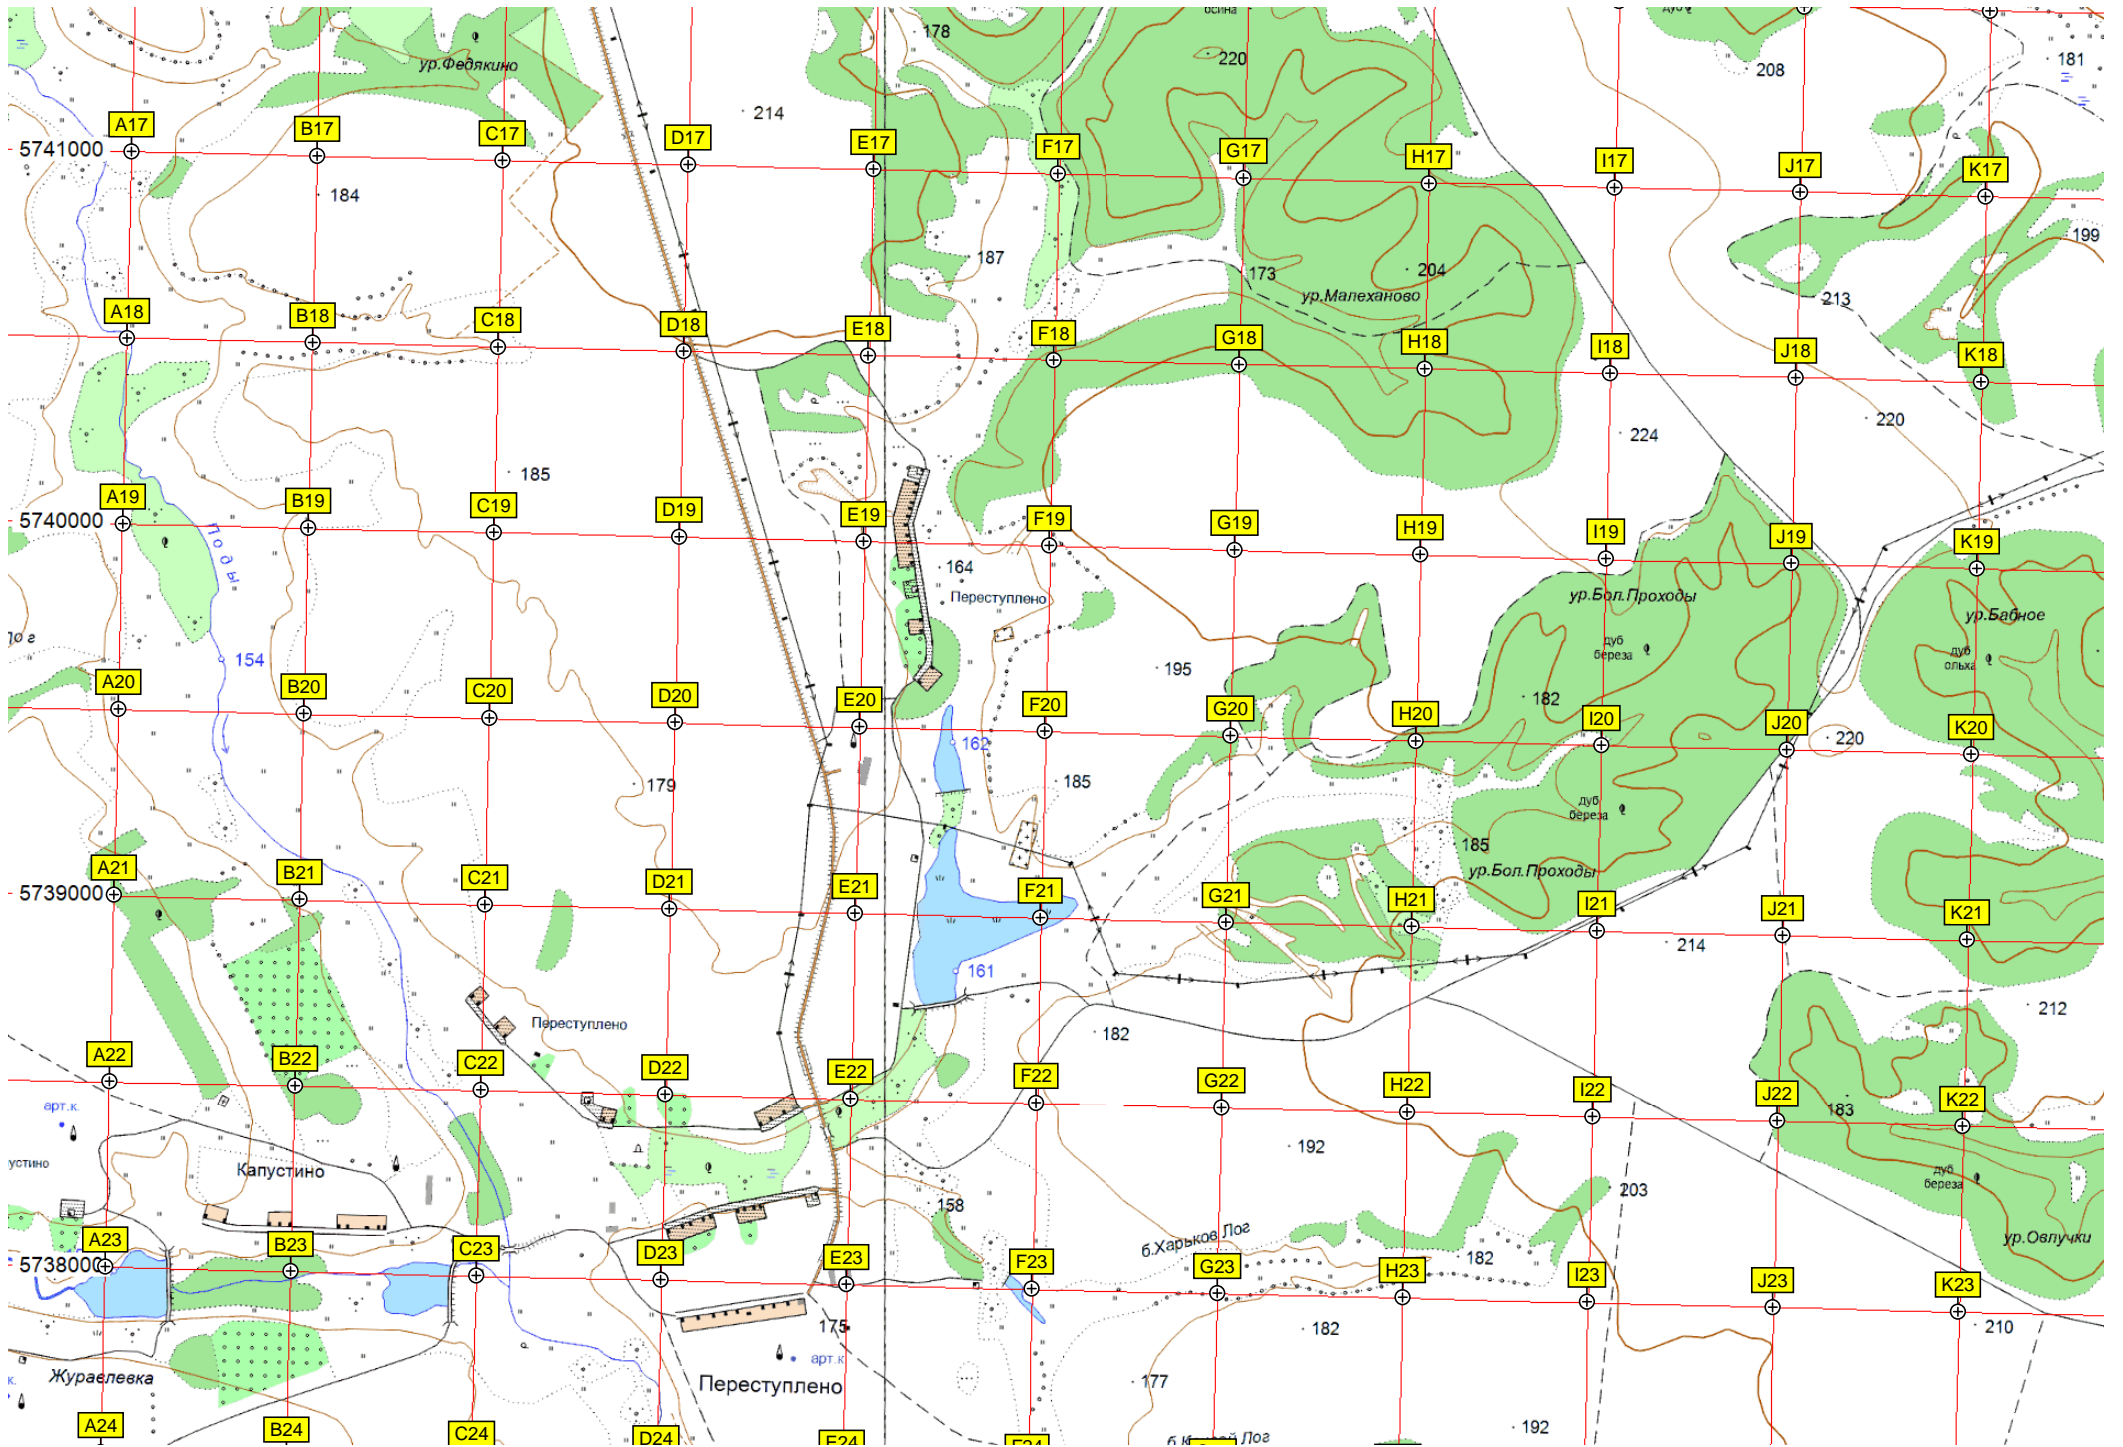 осина
178
220
208
181
ур.Федякино
214
A17
B17
C17
D17
E17
F17
G17
H17
I17
J17
K17
5741000
184
187
173
204
199
ур.Малеханово
213
A18
B18
C18
D18
E18
F18
G18
H18
I18
J18
K18
220
224
185
A19
B19
C19
D19
E19
F19
G19
H19
I19
J19
K19
5740000
Поды
164
Переступлено
ур.Бол.Проходы
ур.Бабное
дуб
береза
дуб
ольха
154
195
182
A20
B20
C20
D20
E20
F20
G20
H20
I20
J20
K20
162
220
179
185
дуб
береза
185
ур.Бол.Проходы
A21
B21
C21
D21
E21
F21
G21
H21
I21
J21
K21
5739000
214
161
212
Переступлено
182
A22
B22
C22
D22
E22
F22
G22
H22
I22
J22
K22
арт.к.
183
192
устино
Капустино
дуб
береза
203
158
б.Харьков Лог
182
ур.Овлучки
A23
B23
C23
D23
E23
F23
G23
H23
I23
J23
K23
5738000
175
182
210
арт.к
Журавлевка
Переступлено
177
192
A24
B24
C24
D24
E24
F24